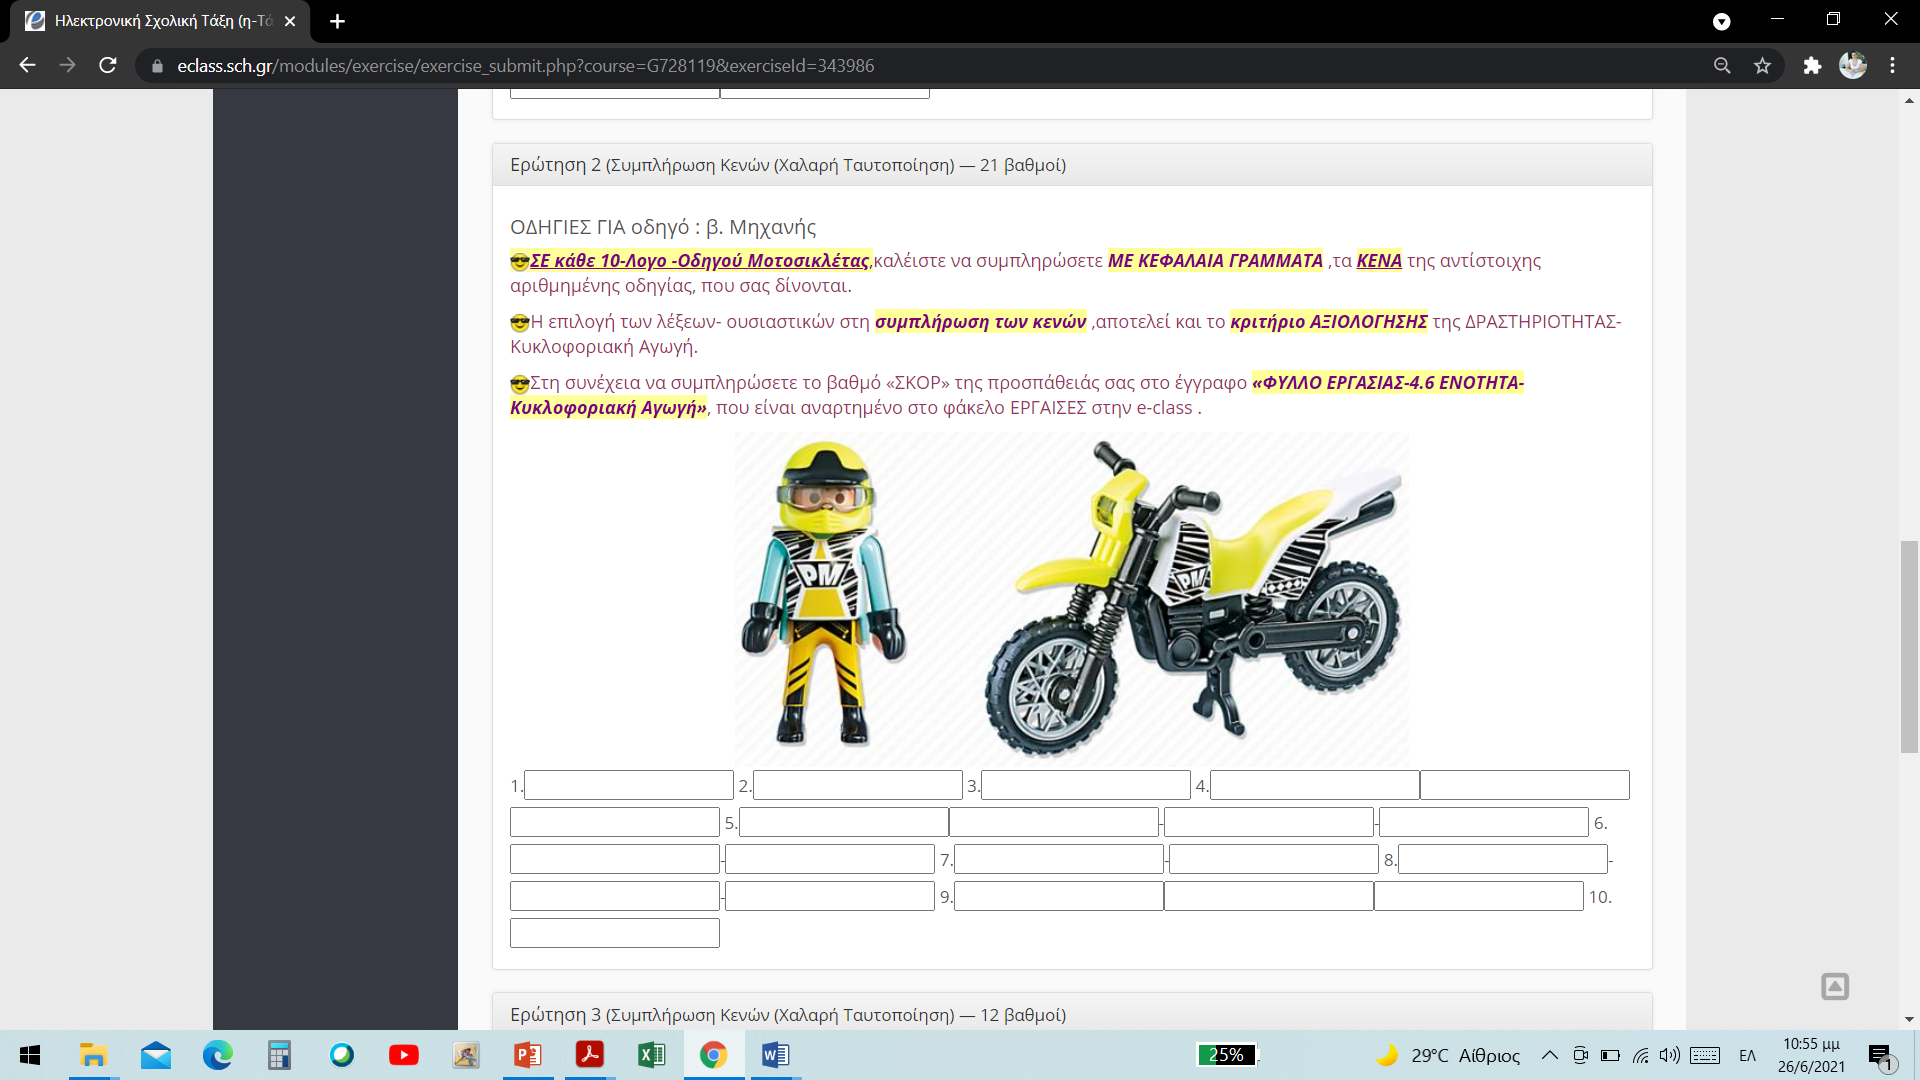 Ηλεκτρονική Σχολική Τάξη (η-Τά
eclass.sch.gr/modules/exercise/exercise_submit.php?course=G728119&exerciseId=343986
Ερώτηση 2 (Συμπλήρωση Κενών (Χαλαρή Ταυτοποίηση) — 21 βαθμοί)
ΟΔΗΓΙΕΣ ΓΙΑ οδηγό : β. Μηχανής
ΣΕ κάθε 10-Λογο -Οδηγού Μοτοσικλέτας,καλέιστε να συμπληρώσετε ΜΕ ΚΕΦΑΛΑΙΑ ΓΡΑΜΜΑΤΑ ,τα ΚΕΝΑ της αντίστοιχης
αριθμημένης οδηγίας, που σας δίνονται.
Η επιλογή των λέξεων- ουσιαστικών στη συμπλήρωση των κενών ,αποτελεί και το κριτήριο ΑΞΙΟΛΟΓΗΣΗΣ της ΔΡΑΣΤΗΡΙΟΤΗΤΑΣ-
Κυκλοφοριακή Αγωγή.
Στη συνέχεια να συμπληρώσετε το βαθμό «ΣΚΟΡ» της προσπάθειάς σας στο έγγραφο «ΦΥΛΛΟ ΕΡΓΑΣΙΑΣ-4.6 ΕΝΟΤΗΤΑ-
Κυκλοφοριακή Αγωγή», που είναι αναρτημένο στο φάκελο ΕΡΓΑΙΣΕΣ στην e-class .
PM PM
1. 2. 3. 4.
5. - - 6.
- 7. - 8. -
- 9. 10.
Ερώτηση 3 (Συμπλήρωση Κενών (Χαλαρή Ταυτοποίηση) — 12 βαθμοί)
25% 29°C Αίθριος ΕΛ 10:55 μμ
26/6/2021 1